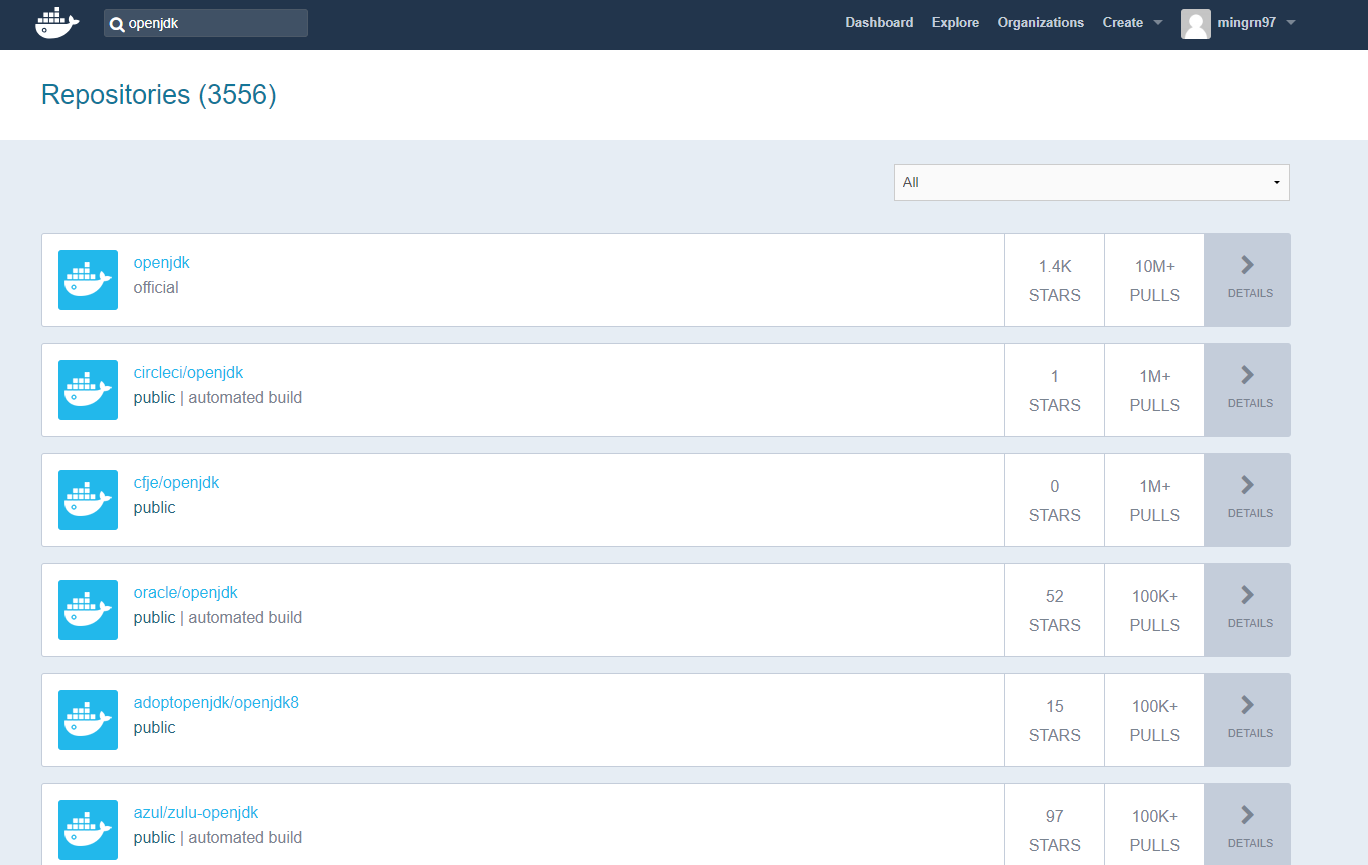 openjdk
Dashboard Explore Organizations Create mingrn97
Repositories (3556)
All
openjdk
official
1.4K
STARS
10M+
PULLS
DETAILS
circleci/openjdk
public | automated build
1
STARS
1M+
PULLS
DETAILS
cfje/openjdk
public
0
STARS
1M+
PULLS
DETAILS
oracle/openjdk
public | automated build
52
STARS
100K+
PULLS
DETAILS
adoptopenjdk/openjdk8
public
15
STARS
100K+
PULLS
DETAILS
azul/zulu-openjdk
public | automated build
97
STARS
100K+
PULLS
DETAILS